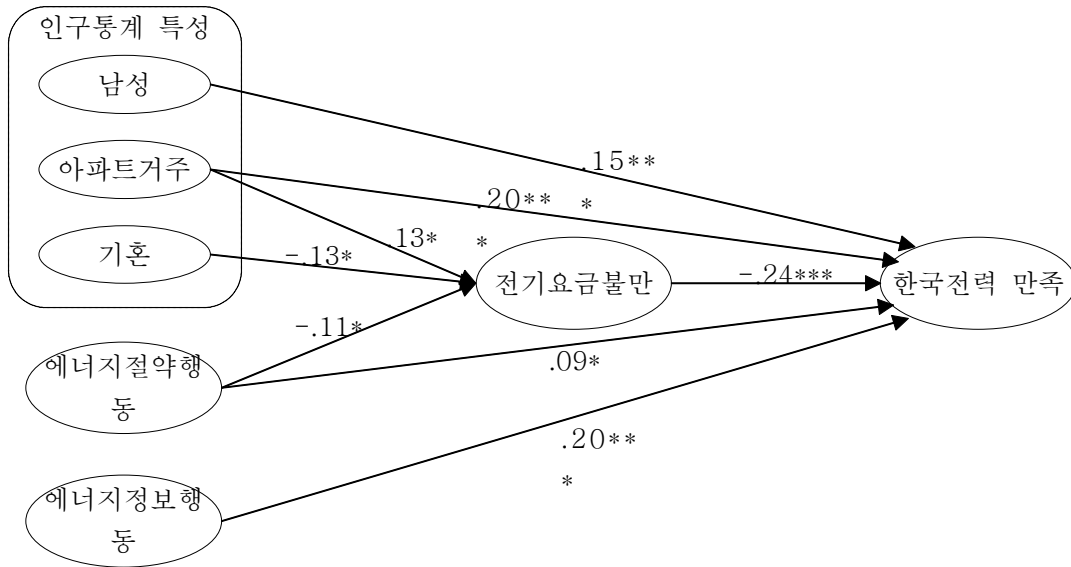 인구통계 특성
남성
아파트거주
기혼
에너지절약행
동
에너지정보행
동
전기요금불만
한국전력 만족
.15**
.20**
*
*
.13*
-.13*
-.11*
-.24***
.09*
.20**
*